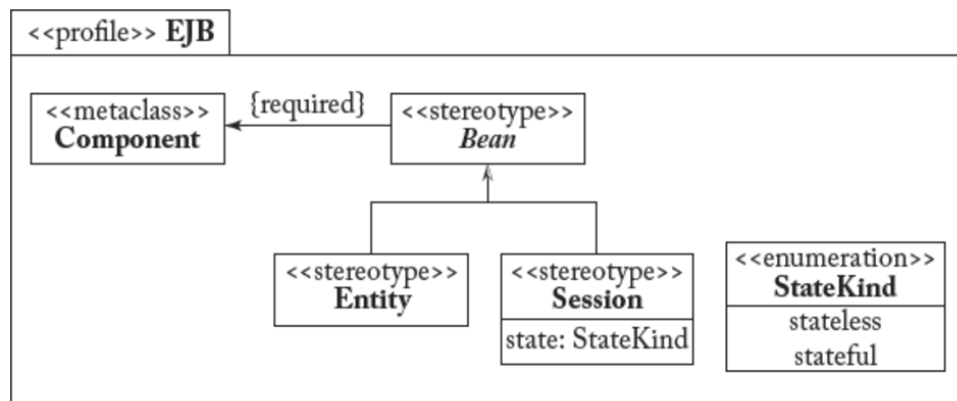 <<profile>> EJB
<<metaclass>>
Component
{required}
<<stereotype>>
Bean
<<stereotype>>
Entity
<<stereotype>>
Session
state: StateKind
<<enumeration>>
StateKind
stateless
stateful